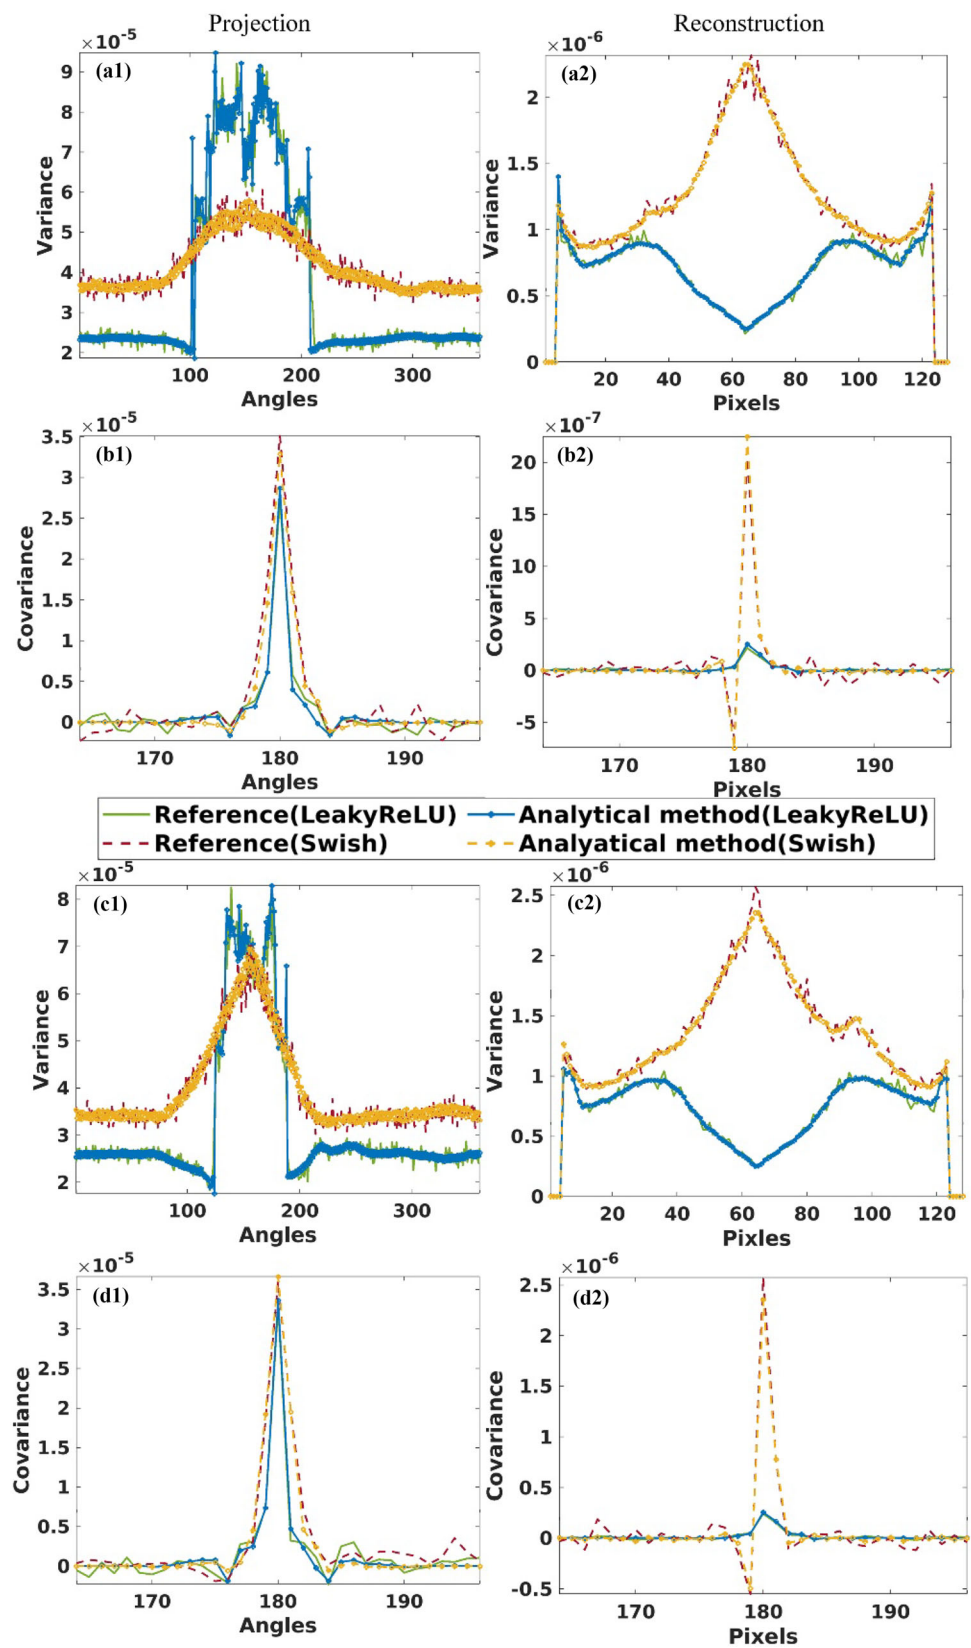 Projection
Reconstruction
×10⁻⁵
(a1)
9
8
7
6
5
4
3
2
Variance
100 200 300
Angles
×10⁻⁶
(a2)
2
1.5
1
0.5
0
Variance
20 40 60 80 100 120
Pixels
×10⁻⁵
(b1)
3.5
3
2.5
2
1.5
1
0.5
0
Covariance
170 180 190
Angles
×10⁻⁷
(b2)
20
15
10
5
0
-5
Covariance
170 180 190
Pixels
Reference(LeakyReLU) Analytical method(LeakyReLU)
Reference(Swish) Analyatical method(Swish)
×10⁻⁵
(c1)
8
7
6
5
4
3
2
Variance
100 200 300
Angles
×10⁻⁶
(c2)
2.5
2
1.5
1
0.5
0
Variance
20 40 60 80 100 120
Pixles
×10⁻⁵
(d1)
3.5
3
2.5
2
1.5
1
0.5
0
Covariance
170 180 190
Angles
×10⁻⁶
(d2)
2.5
2
1.5
1
0.5
0
-0.5
Covariance
170 180 190
Pixels